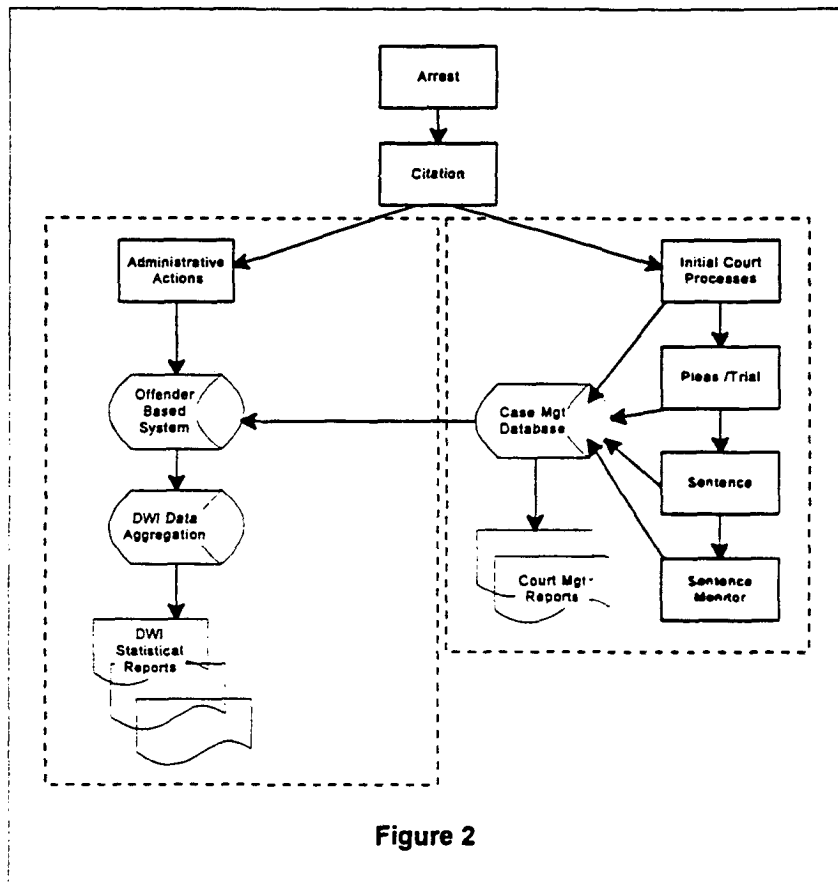 Arrest
Citation
Administrative
Actions
Initial Court
Processes
Offender
Based
System
Case Mgt
Database
Pleas /Trial
DWI Data
Aggregation
Sentence
Court Mgt
Reports
Sentence
Monitor
DWI
Statistical
Reports
Figure 2